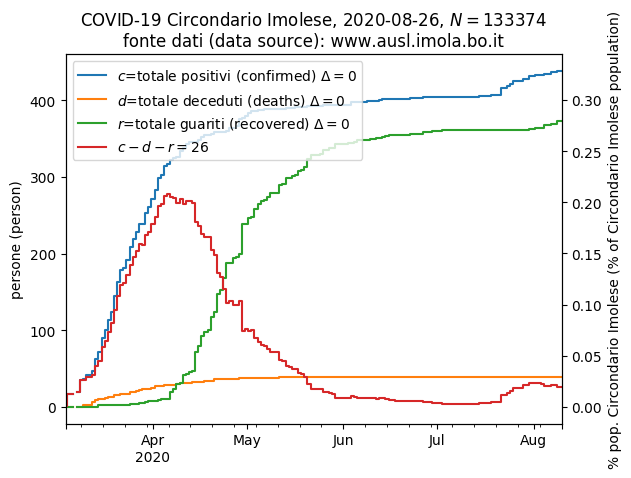 COVID-19 Circondario Imolese, 2020-08-26, N = 133374
fonte dati (data source): www.ausl.imola.bo.it
c=totale positivi (confirmed) Δ = 0
d=totale deceduti (deaths) Δ = 0
r=totale guariti (recovered) Δ = 0
c − d − r = 26
persone (person)
400
300
200
100
0
0.30
0.25
0.20
0.15
0.10
0.05
0.00
% pop. Circondario Imolese (% of Circondario Imolese population)
Apr
May
Jun
Jul
Aug
2020